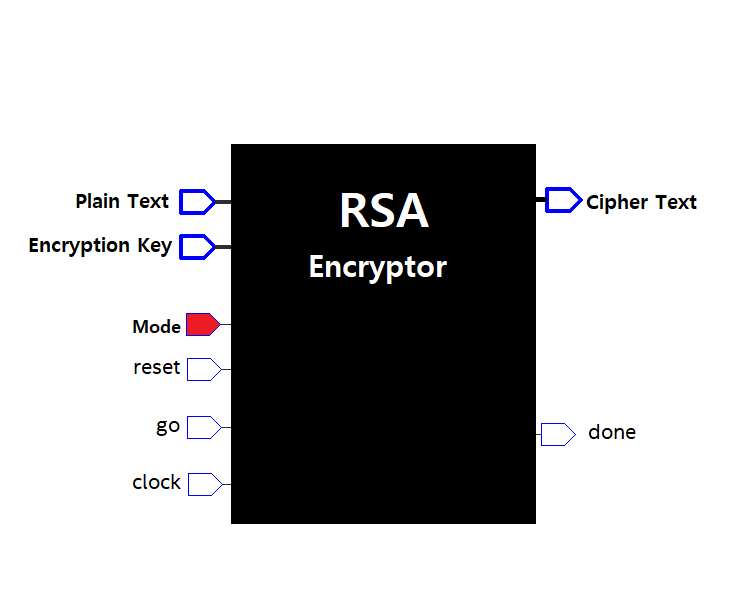 RSA
Encryptor
Plain Text
Encryption Key
Mode
reset
go
clock
Cipher Text
done